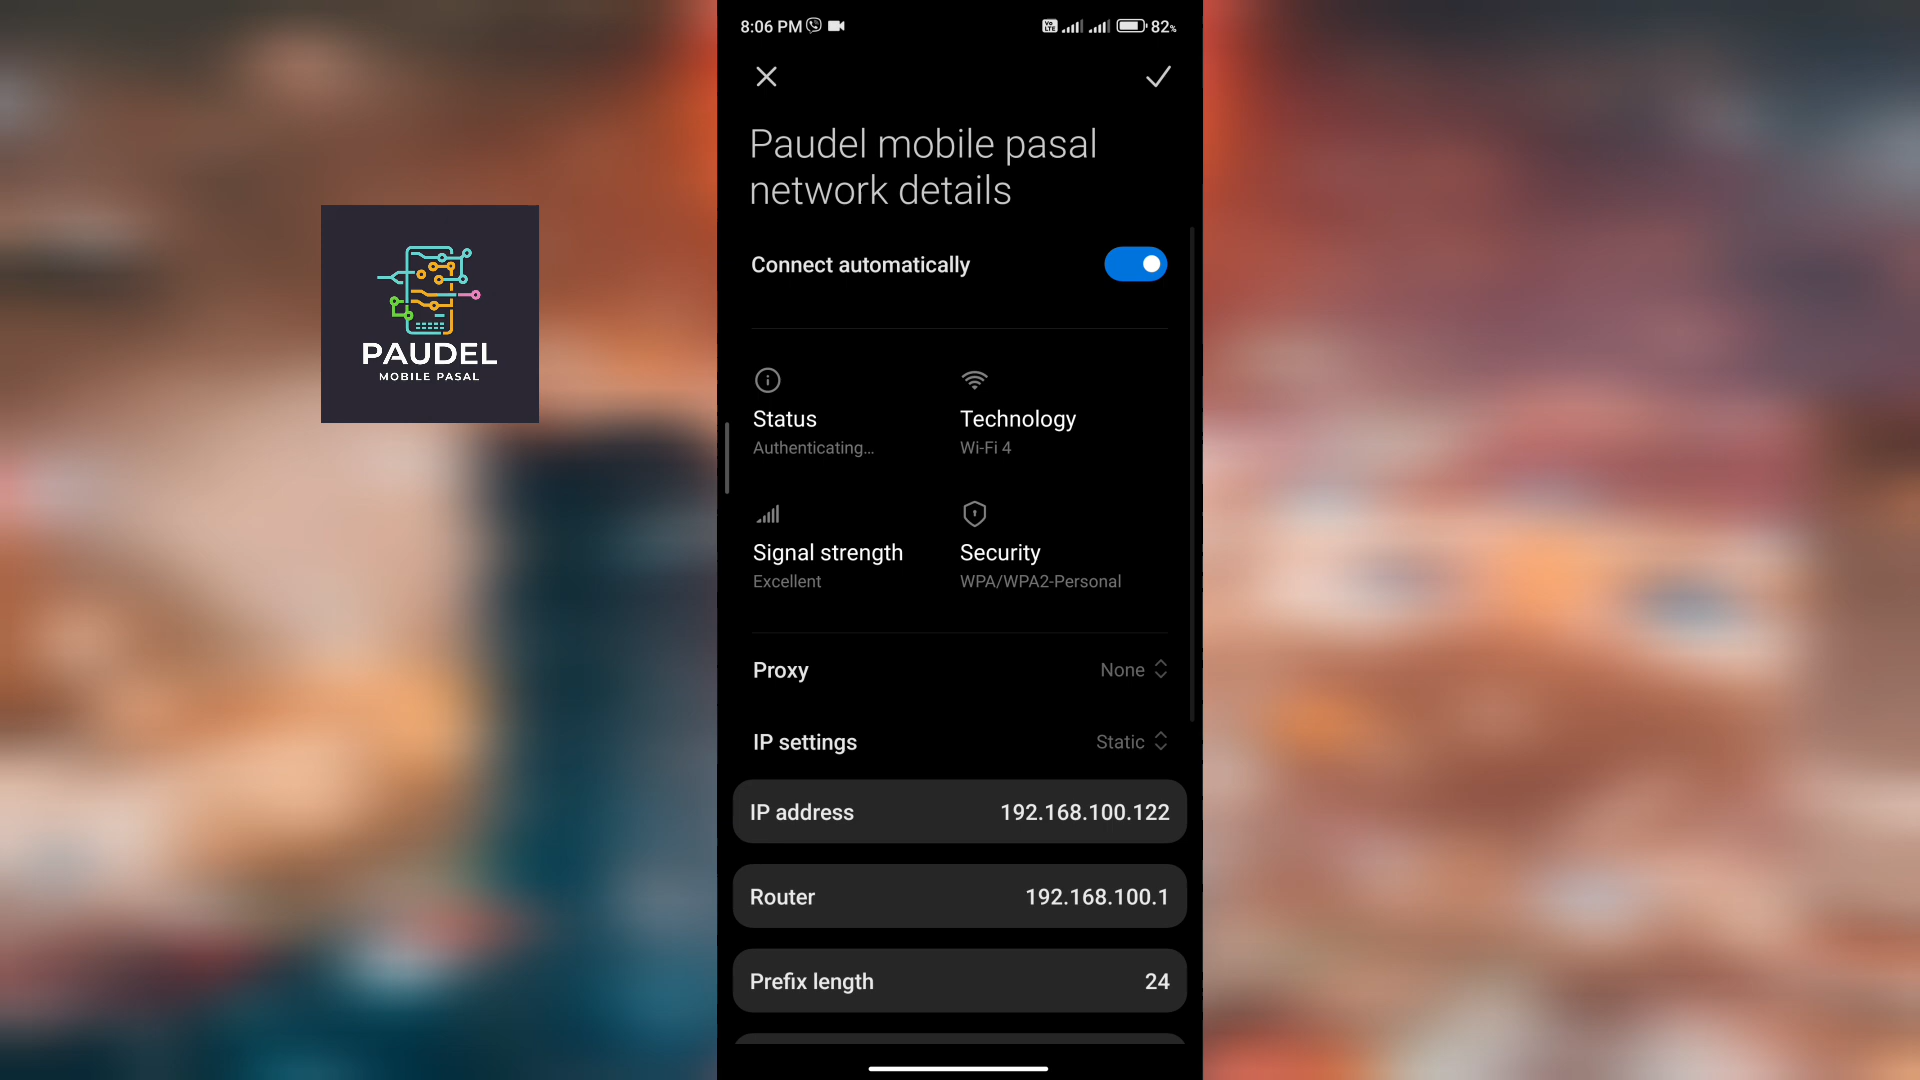 8:06 PM
Vo
LTE
82%
Paudel mobile pasal
network details
Connect automatically
PAUDEL
MOBILE PASAL
Status
Authenticating...
Technology
Wi-Fi 4
Signal strength
Excellent
Security
WPA/WPA2-Personal
Proxy
None
IP settings
Static
IP address
192.168.100.122
Router
192.168.100.1
Prefix length
24